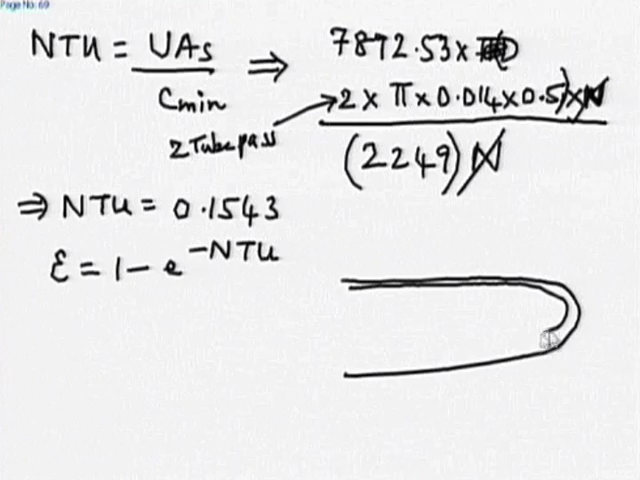 Page No: 69
NTU = UAs / Cmin ⇒ 7892.53 x
2 Tube pass → 2 x π x 0.014 x 0.5) x N
(2249) N
⇒ NTU = 0.1543
ε = 1 - e^-NTU